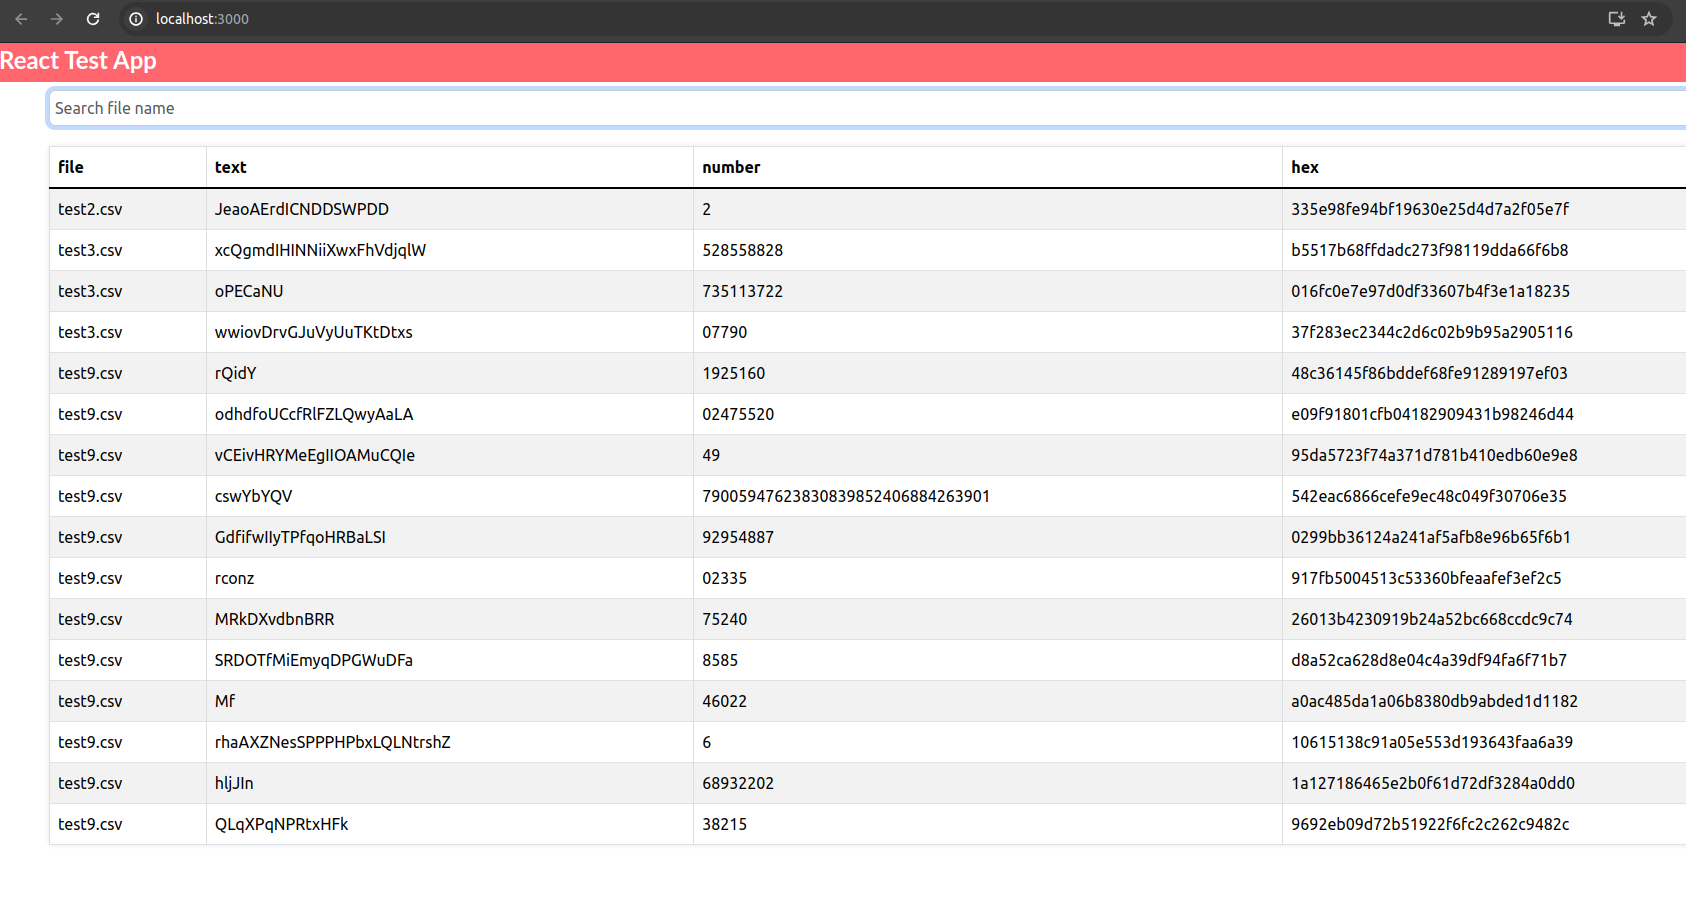 localhost:3000
React Test App
Search file name
file text number hex
test2.csv JeaoAErdICNDDSWPDD 2 335e98fe94bf19630e25d4d7a2f05e7f
test3.csv xcQgmdIHINNiiXwxFhVdjqlW 528558828 b5517b68ffdadc273f98119dda66f6b8
test3.csv oPECaNU 735113722 016fc0e7e97d0df33607b4f3e1a18235
test3.csv wwiovDrvGJuVyUuTKtDtxs 07790 37f283ec2344c2d6c02b9b95a2905116
test9.csv rQidY 1925160 48c36145f86bddef68fe91289197ef03
test9.csv odhdfoUCcfRlFZLQwyAaLA 02475520 e09f91801cfb04182909431b98246d44
test9.csv vCEivHRYMeEgIIOAMuCQIe 49 95da5723f74a371d781b410edb60e9e8
test9.csv cswYbYQV 79005947623830839852406884263901 542eac6866cefe9ec48c049f30706e35
test9.csv GdfifwIIyTPfqoHRBaLSI 92954887 0299bb36124a241af5afb8e96b65f6b1
test9.csv rconz 02335 917fb5004513c53360bfeaafef3ef2c5
test9.csv MRkDXvdbnBRR 75240 26013b4230919b24a52bc668ccdc9c74
test9.csv SRDOTfMiEmyqDPGWuDFa 8585 d8a52ca628d8e04c4a39df94fa6f71b7
test9.csv Mf 46022 a0ac485da1a06b8380db9abded1d1182
test9.csv rhaAXZNesSPPPHPbxLQLNtrshZ 6 10615138c91a05e553d193643faa6a39
test9.csv hljJIn 68932202 1a127186465e2b0f61d72df3284a0dd0
test9.csv QLqXPqNPRtxHFk 38215 9692eb09d72b51922f6fc2c262c9482c